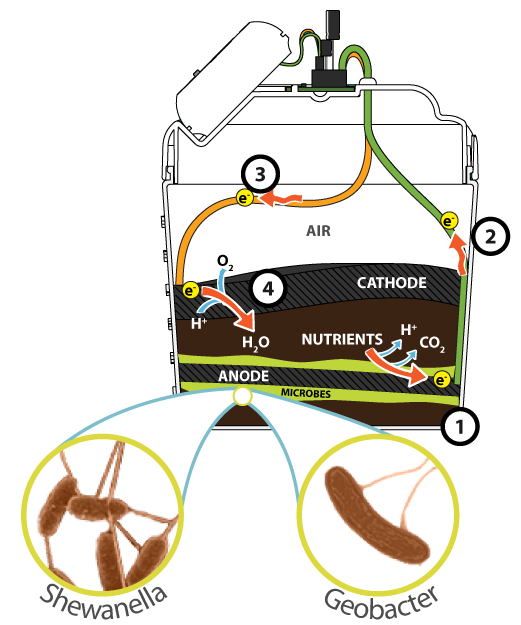 3
e⁻
e⁻
2
AIR
O₂
e⁻
4
CATHODE
H⁺
H₂O
NUTRIENTS
H⁺
CO₂
ANODE
e⁻
MICROBES
1
Shewanella
Geobacter